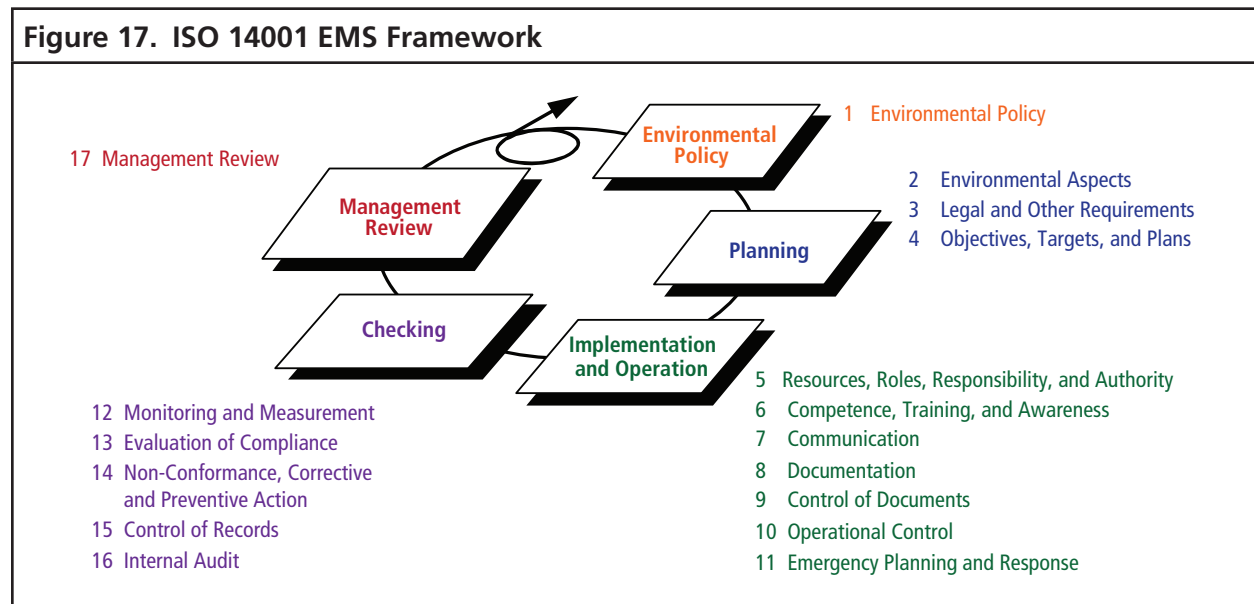 Figure 17. ISO 14001 EMS Framework
Environmental
Policy
1 Environmental Policy
17 Management Review
Management
Review
2 Environmental Aspects
3 Legal and Other Requirements
4 Objectives, Targets, and Plans
Planning
Checking
Implementation
and Operation
5 Resources, Roles, Responsibility, and Authority
6 Competence, Training, and Awareness
7 Communication
8 Documentation
9 Control of Documents
10 Operational Control
11 Emergency Planning and Response
12 Monitoring and Measurement
13 Evaluation of Compliance
14 Non-Conformance, Corrective
and Preventive Action
15 Control of Records
16 Internal Audit